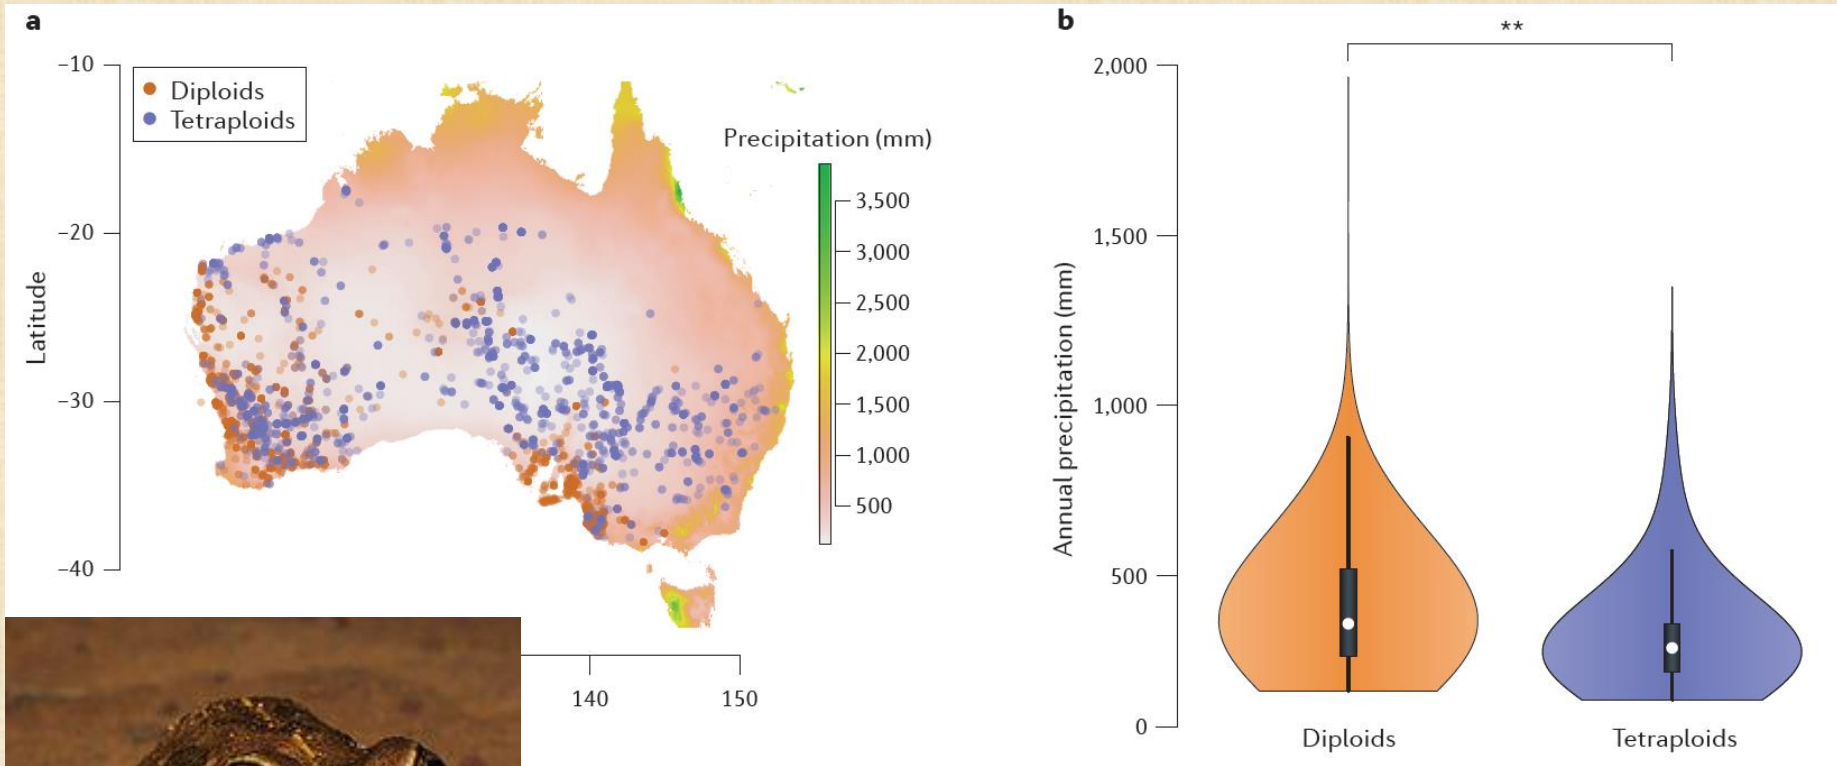 a
−10
−20
−30
−40
Latitude
Diploids
Tetraploids
Precipitation (mm)
3,500
3,000
2,500
2,000
1,500
1,000
500
140
150
b
**
2,000
1,500
1,000
500
0
Annual precipitation (mm)
Diploids
Tetraploids